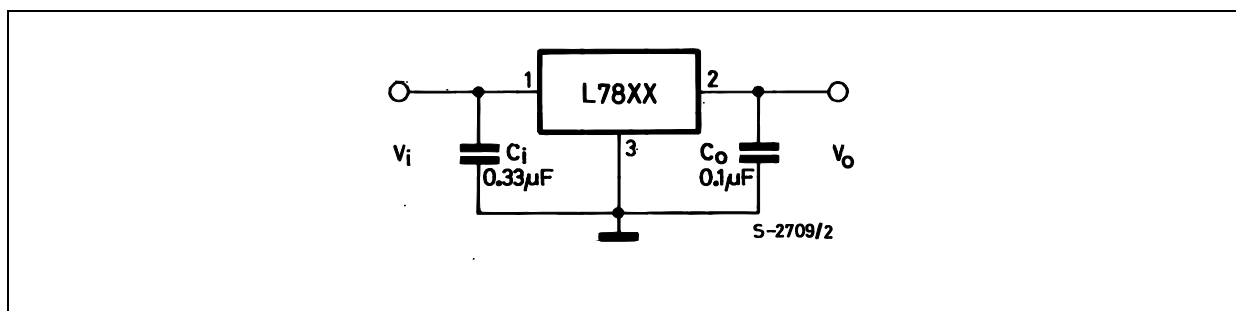 1
L78XX
2
3
Vi
Ci
0.33µF
Co
0.1µF
Vo
S-2709/2